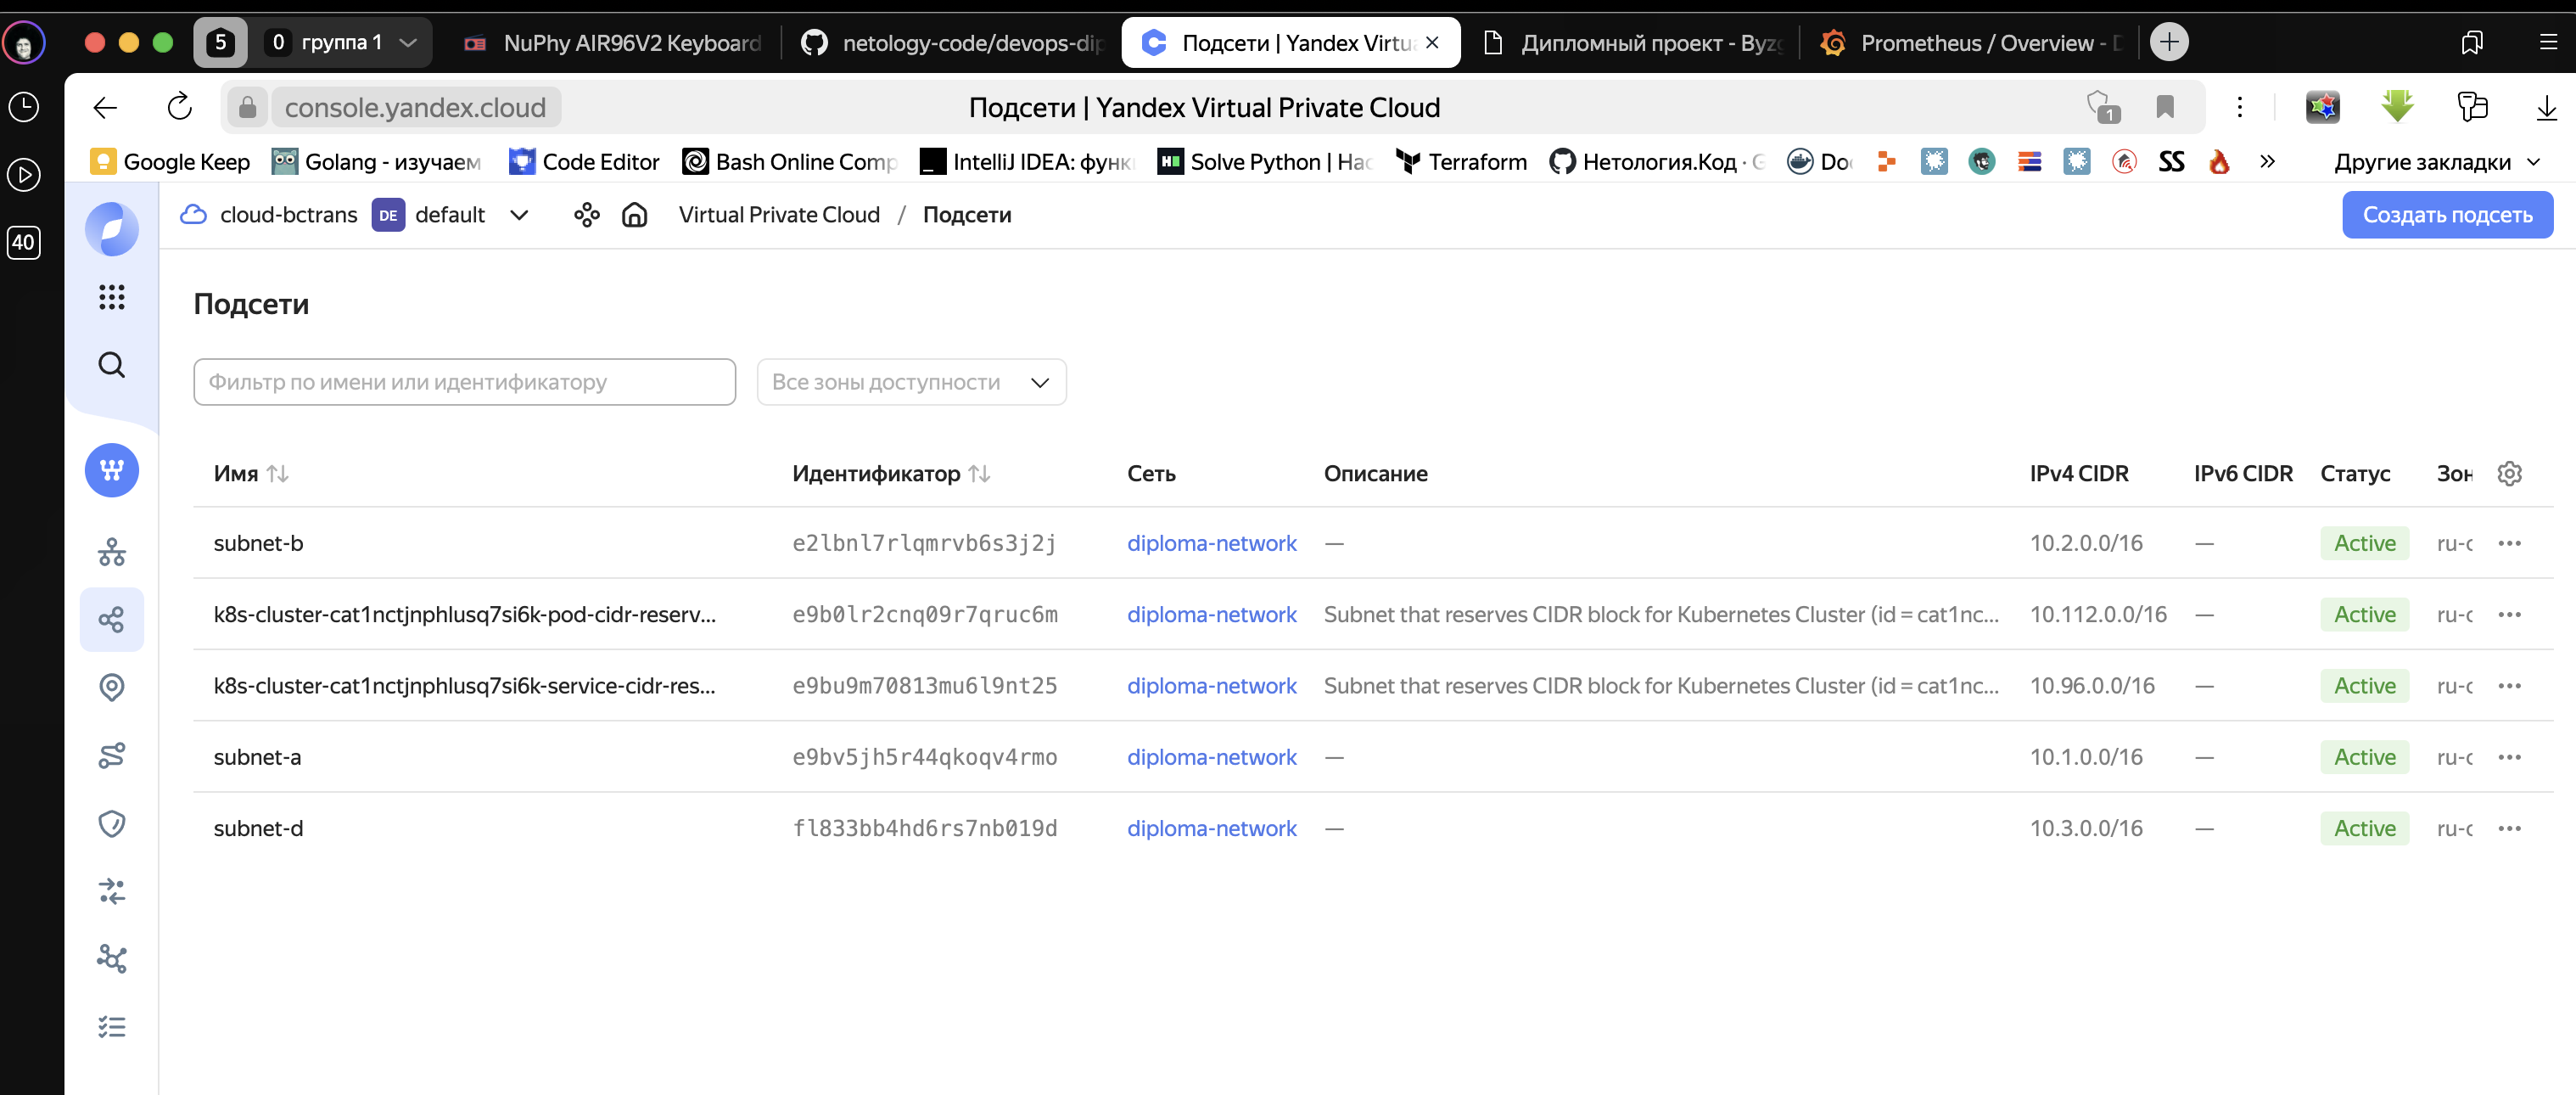 5 0 группа 1 NuPhy AIR96V2 Keyboard netology-code/devops-dip Подсети | Yandex Virtua Дипломный проект - Byzg Prometheus / Overview - D
console.yandex.cloud Подсети | Yandex Virtual Private Cloud 1
Google Keep Golang - изучаем Code Editor Bash Online Comp IntelliJ IDEA: функц Solve Python | Hac Terraform Нетология.Код · G Doc SS » Другие закладки
40
cloud-bctrans DE default Virtual Private Cloud / Подсети Создать подсеть
Подсети
Фильтр по имени или идентификатору Все зоны доступности
Имя Идентификатор Сеть Описание IPv4 CIDR IPv6 CIDR Статус Зон
subnet-b e2lbnl7rlqmrvb6s3j2j diploma-network — 10.2.0.0/16 — Active ru-c
k8s-cluster-cat1nctjnphlusq7si6k-pod-cidr-reserv... e9b0lr2cnq09r7qruc6m diploma-network Subnet that reserves CIDR block for Kubernetes Cluster (id = cat1nc... 10.112.0.0/16 — Active ru-c
k8s-cluster-cat1nctjnphlusq7si6k-service-cidr-res... e9bu9m70813mu6l9nt25 diploma-network Subnet that reserves CIDR block for Kubernetes Cluster (id = cat1nc... 10.96.0.0/16 — Active ru-c
subnet-a e9bv5jh5r44qkoqv4rmo diploma-network — 10.1.0.0/16 — Active ru-c
subnet-d fl833bb4hd6rs7nb019d diploma-network — 10.3.0.0/16 — Active ru-c